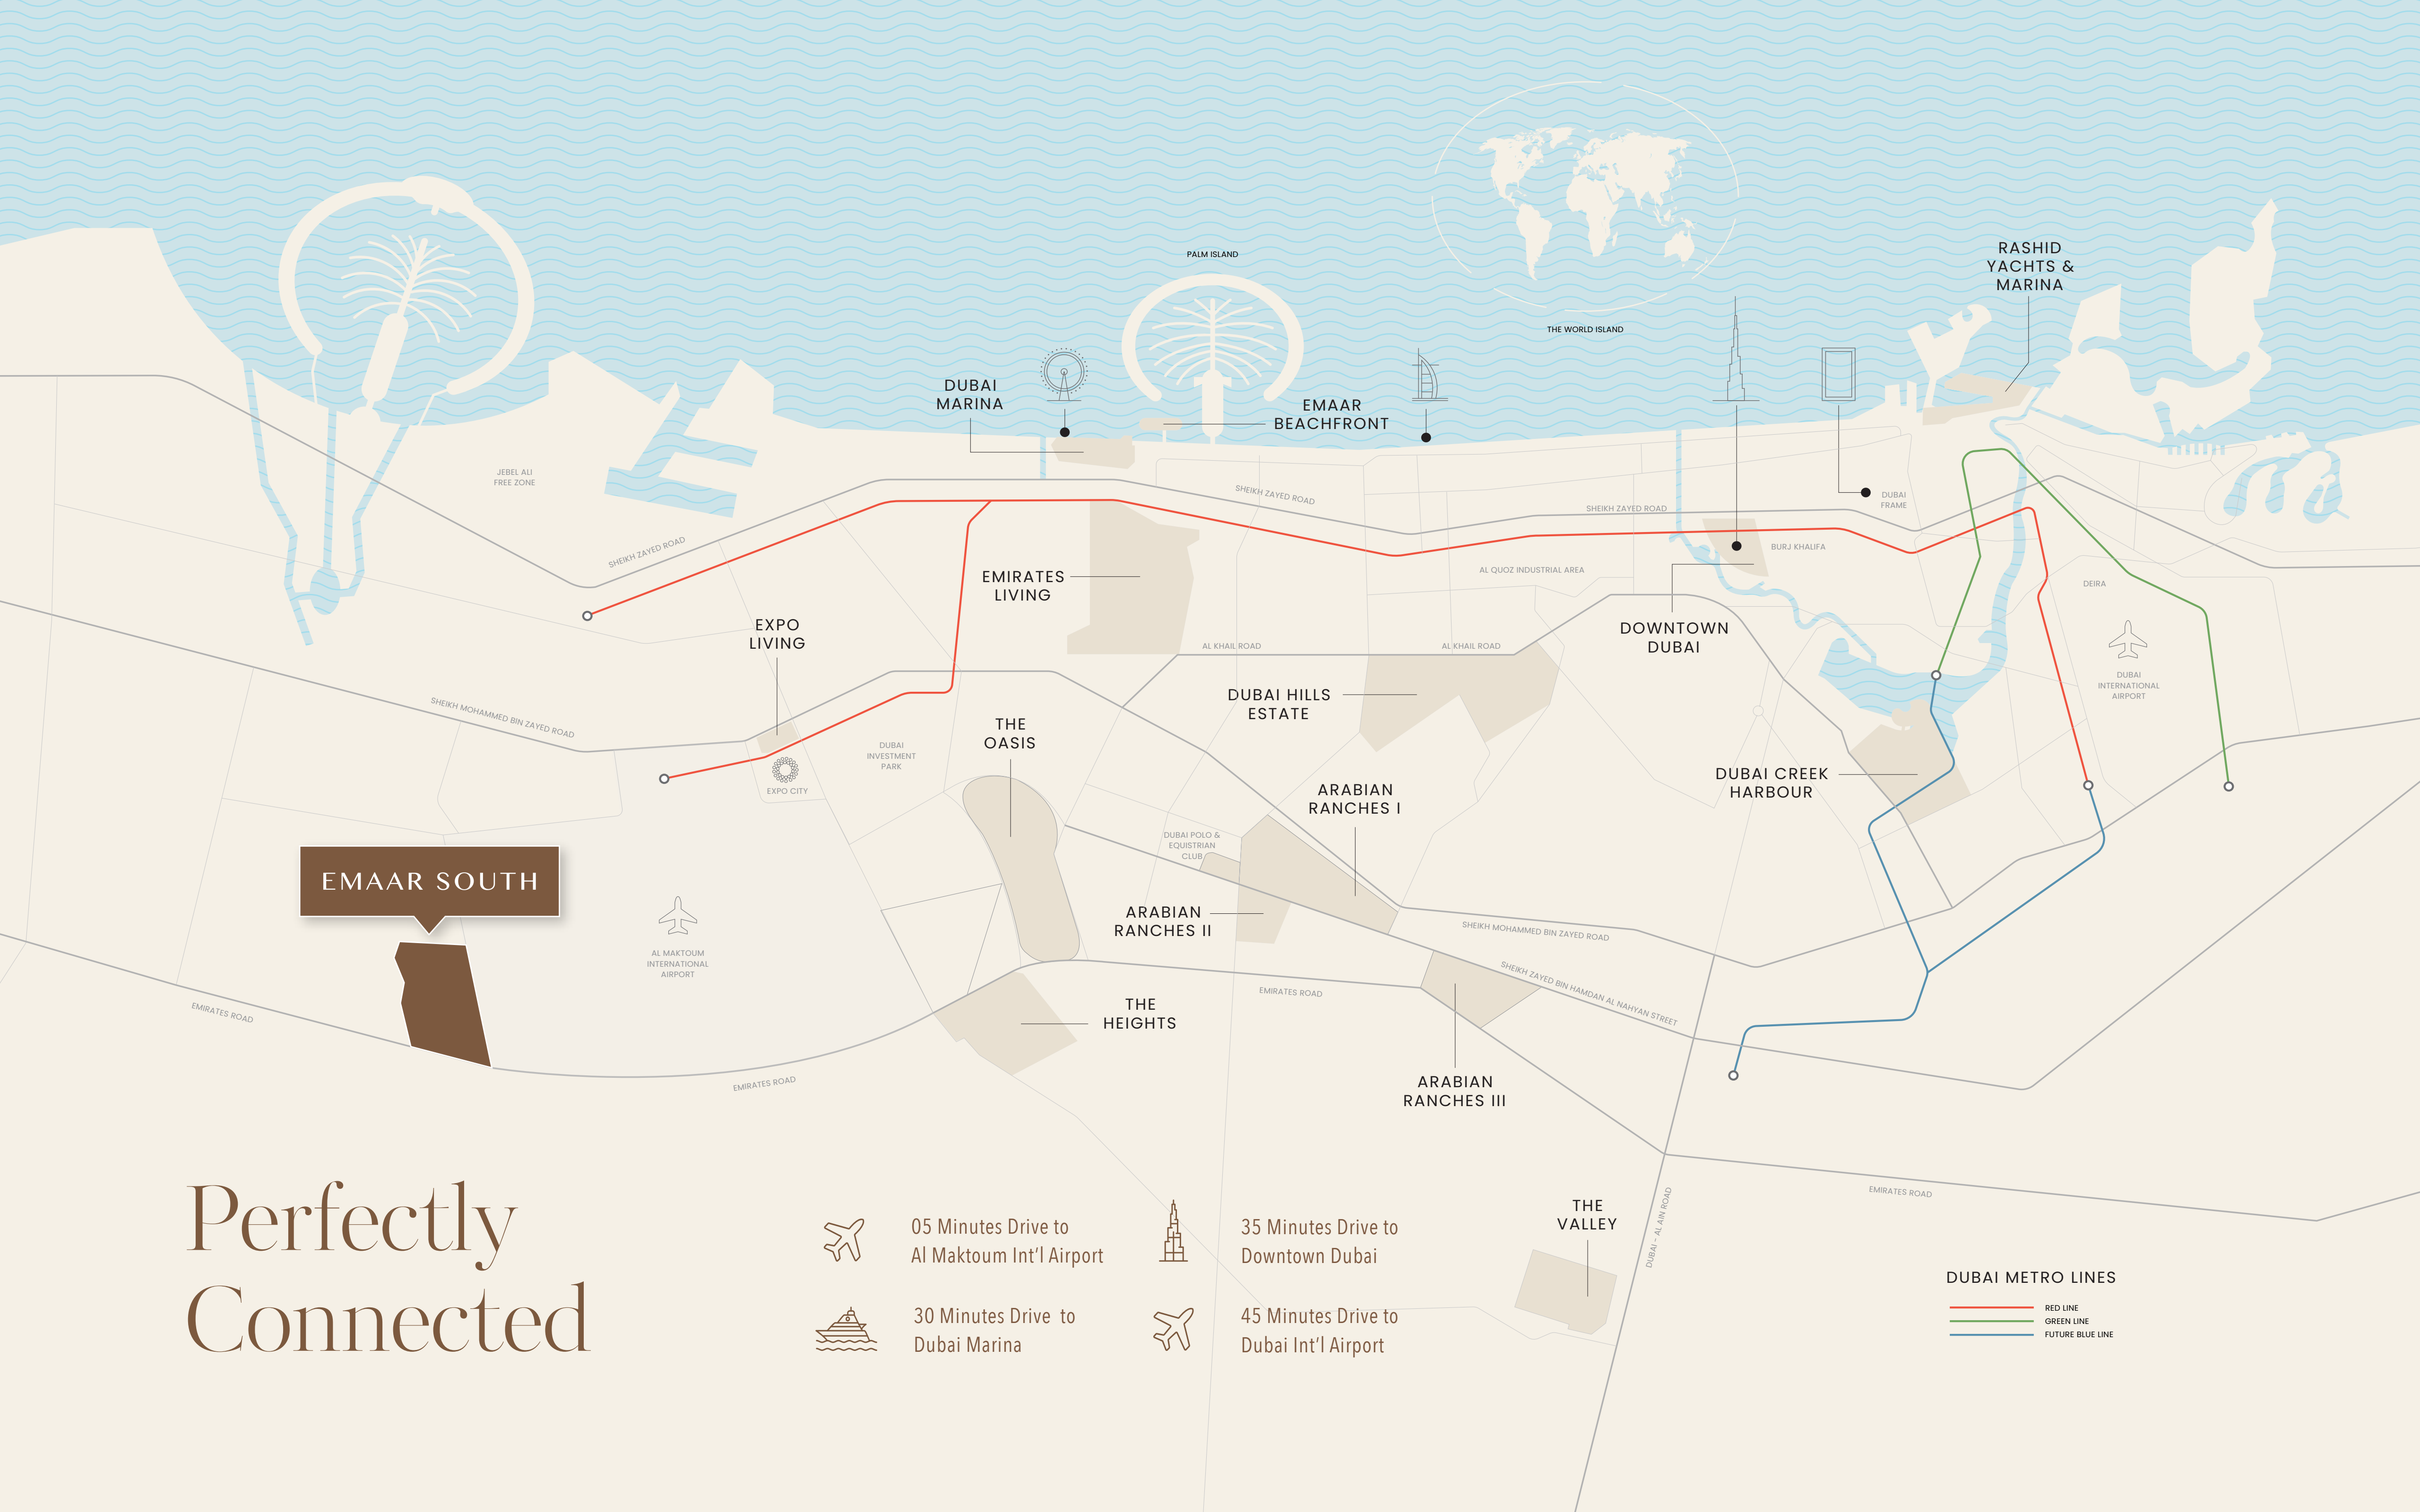 PALM ISLAND
THE WORLD ISLAND
RASHID
YACHTS &
MARINA
DUBAI
MARINA
EMAAR
BEACHFRONT
JEBEL ALI
FREE ZONE
SHEIKH ZAYED ROAD
SHEIKH ZAYED ROAD
SHEIKH ZAYED ROAD
DUBAI
FRAME
BURJ KHALIFA
AL QUOZ INDUSTRIAL AREA
DEIRA
EMIRATES
LIVING
EXPO
LIVING
DOWNTOWN
DUBAI
AL KHAIL ROAD
AL KHAIL ROAD
DUBAI
INTERNATIONAL
AIRPORT
DUBAI HILLS
ESTATE
SHEIKH MOHAMMED BIN ZAYED ROAD
THE
OASIS
DUBAI
INVESTMENT
PARK
EXPO CITY
DUBAI CREEK
HARBOUR
ARABIAN
RANCHES I
DUBAI POLO &
EQUISTRIAN
CLUB
EMAAR SOUTH
ARABIAN
RANCHES II
SHEIKH MOHAMMED BIN ZAYED ROAD
AL MAKTOUM
INTERNATIONAL
AIRPORT
SHEIKH ZAYED BIN HAMDAN AL NAHYAN STREET
EMIRATES ROAD
EMIRATES ROAD
THE
HEIGHTS
EMIRATES ROAD
ARABIAN
RANCHES III
EMIRATES ROAD
DUBAI - AL AIN ROAD
THE
VALLEY
Perfectly
Connected
05 Minutes Drive to
Al Maktoum Int'l Airport
35 Minutes Drive to
Downtown Dubai
30 Minutes Drive to
Dubai Marina
45 Minutes Drive to
Dubai Int'l Airport
DUBAI METRO LINES
RED LINE
GREEN LINE
FUTURE BLUE LINE